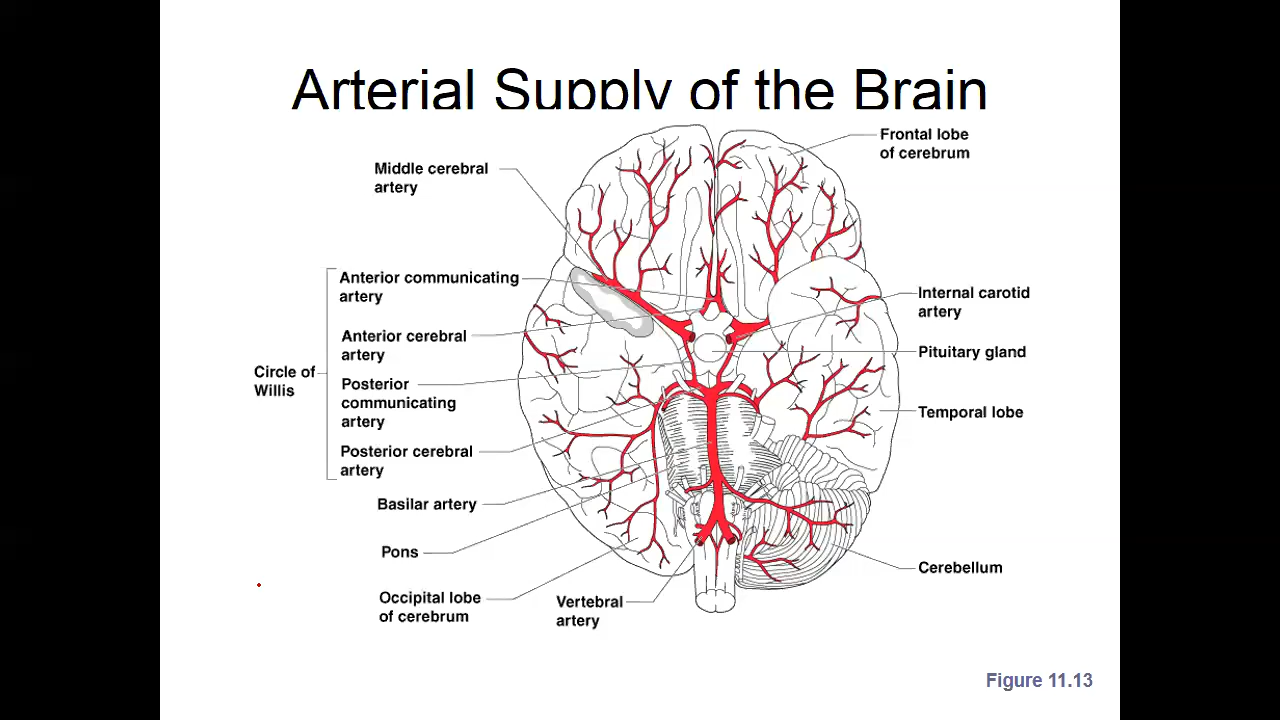 Arterial Supply of the Brain
Frontal lobe
of cerebrum
Middle cerebral
artery
Anterior communicating
artery
Internal carotid
artery
Anterior cerebral
artery
Pituitary gland
Circle of
Willis
Posterior
communicating
artery
Temporal lobe
Posterior cerebral
artery
Basilar artery
Pons
Cerebellum
Occipital lobe
of cerebrum
Vertebral
artery
Figure 11.13